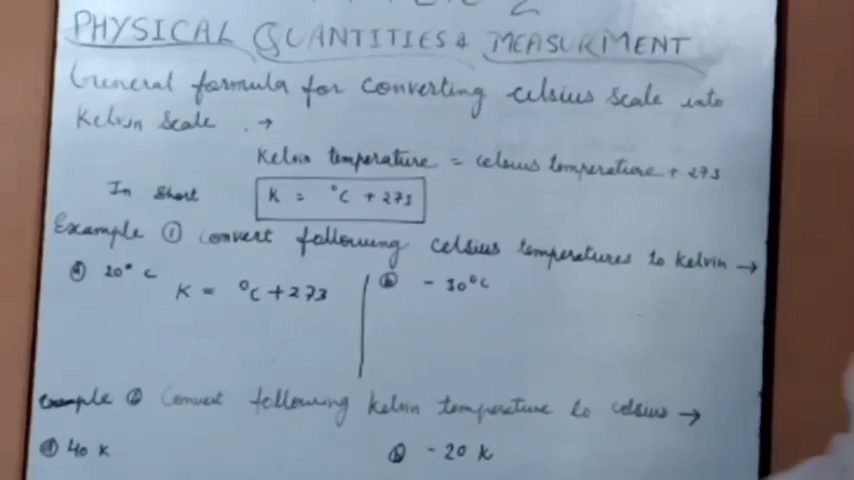 2
PHYSICAL QUANTITIES & MEASURMENT
General formula for converting celsius scale into
Kelvin Scale . →
Kelvin temperature = celsius temperature + 273
In Short K = °C + 273
Example ① Convert following celsius temperatures to kelvin →
ⓐ 20° C ⓑ - 30°C
K = °C + 273
Example ② Convert following kelvin temperature to celsius →
40 K ⓑ - 20 K